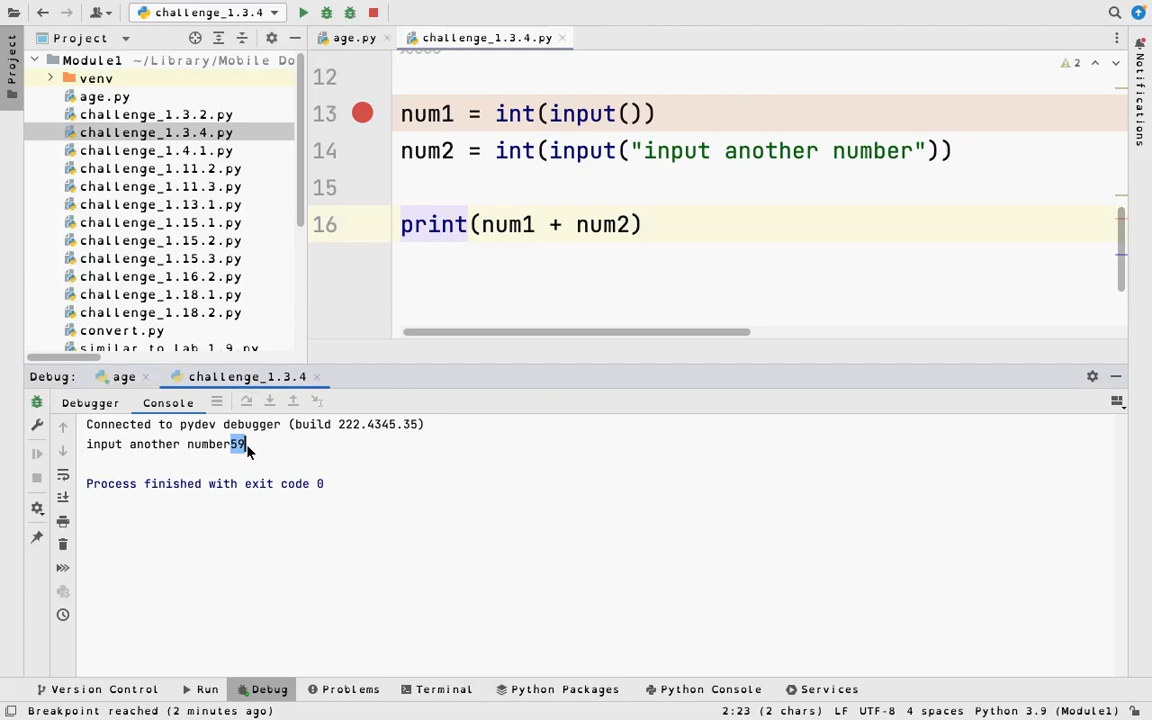 challenge_1.3.4
Project
Project
age.py
challenge_1.3.4.py
Module1 ~/Library/Mobile Do
venv
age.py
challenge_1.3.2.py
challenge_1.3.4.py
challenge_1.4.1.py
challenge_1.11.2.py
challenge_1.11.3.py
challenge_1.13.1.py
challenge_1.15.1.py
challenge_1.15.2.py
challenge_1.15.3.py
challenge_1.16.2.py
challenge_1.18.1.py
challenge_1.18.2.py
convert.py
similar to lab 1.9.py
12
13 num1 = int(input())
14 num2 = int(input("input another number"))
15
16 print(num1 + num2)
2
Notifications
Debug: age challenge_1.3.4
Debugger Console
Connected to pydev debugger (build 222.4345.35)
input another number59
Process finished with exit code 0
Version Control Run Debug Problems Terminal Python Packages Python Console Services
Breakpoint reached (2 minutes ago) 2:23 (2 chars) LF UTF-8 4 spaces Python 3.9 (Module1)